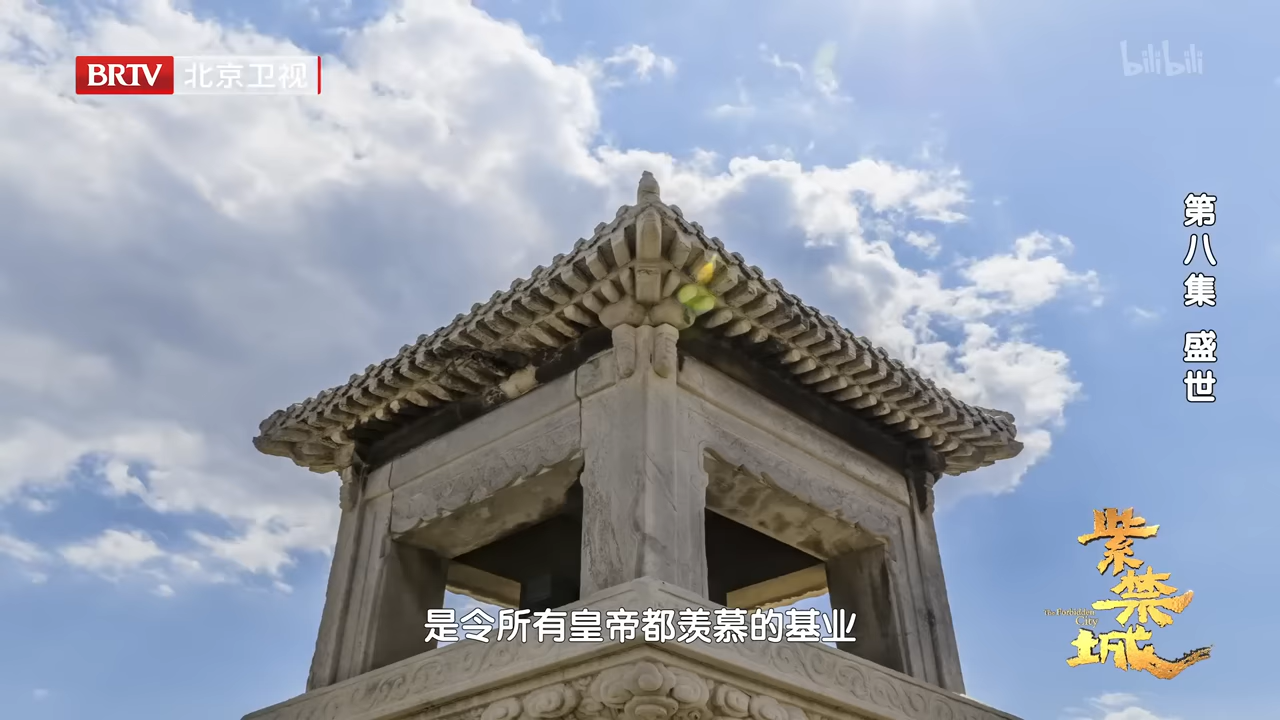 BRTV 北京卫视
bilibili
第八集 盛世
紫禁城
The Forbidden
City
是令所有皇帝都羡慕的基业